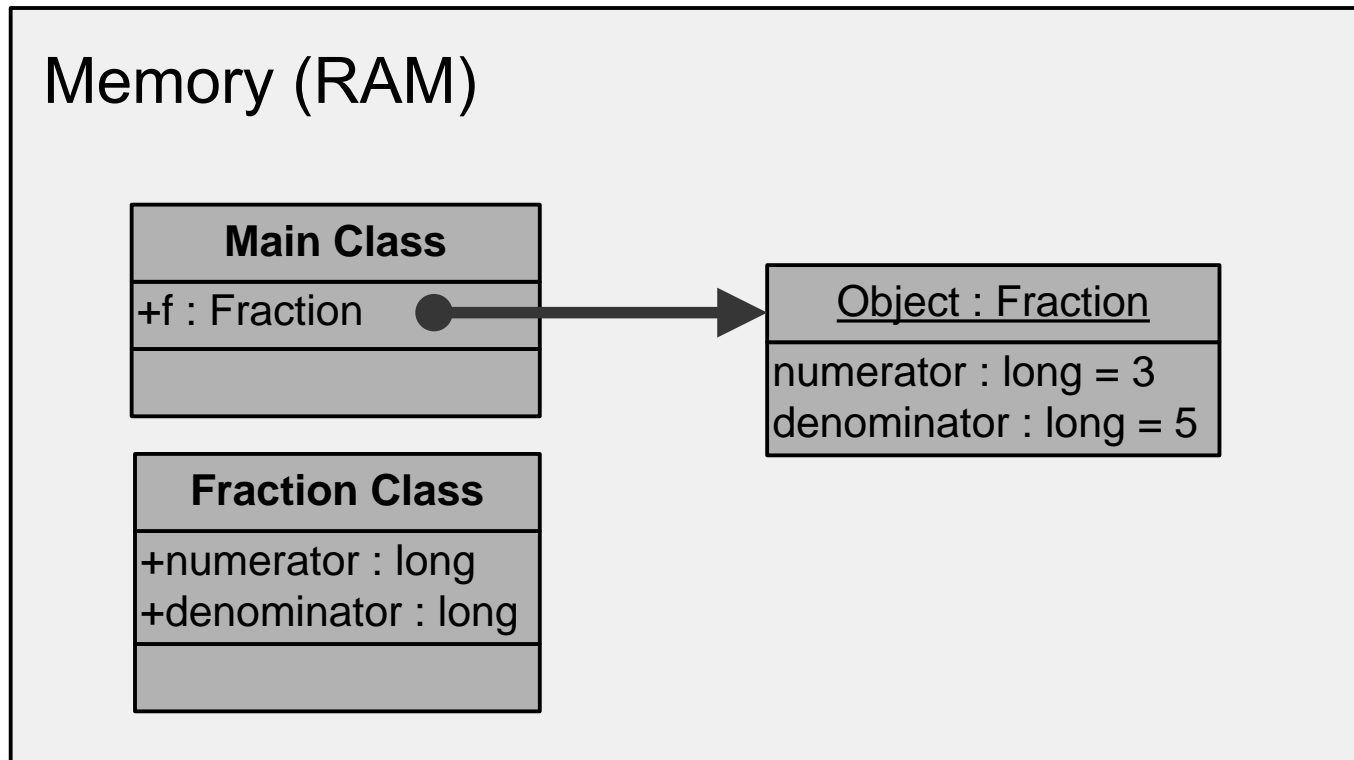 Memory (RAM)
Main Class
+f : Fraction
Object : Fraction
numerator : long = 3
denominator : long = 5
Fraction Class
+numerator : long
+denominator : long